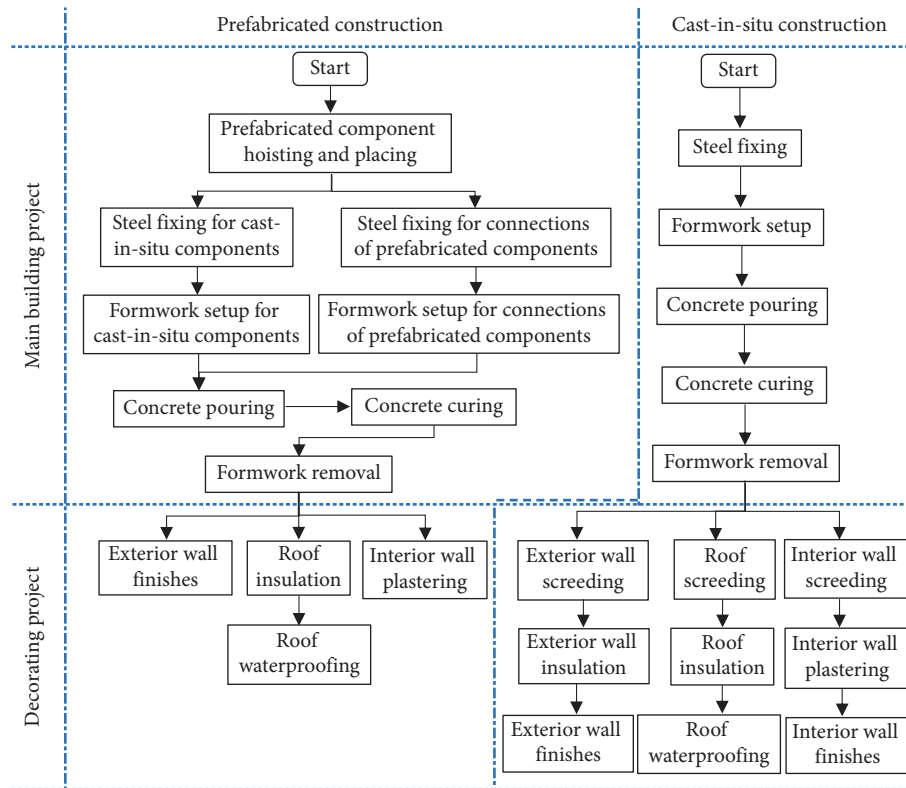 Prefabricated construction
Cast-in-situ construction
Main building project
Start
Prefabricated component
hoisting and placing
Steel fixing for cast-
in-situ components
Steel fixing for connections
of prefabricated components
Formwork setup for
cast-in-situ components
Formwork setup for connections
of prefabricated components
Concrete pouring
Concrete curing
Formwork removal
Start
Steel fixing
Formwork setup
Concrete pouring
Concrete curing
Formwork removal
Decorating project
Exterior wall
finishes
Roof
insulation
Interior wall
plastering
Roof
waterproofing
Exterior wall
screeding
Roof
screeding
Interior wall
screeding
Exterior wall
insulation
Roof
insulation
Interior wall
plastering
Exterior wall
finishes
Roof
waterproofing
Interior wall
finishes